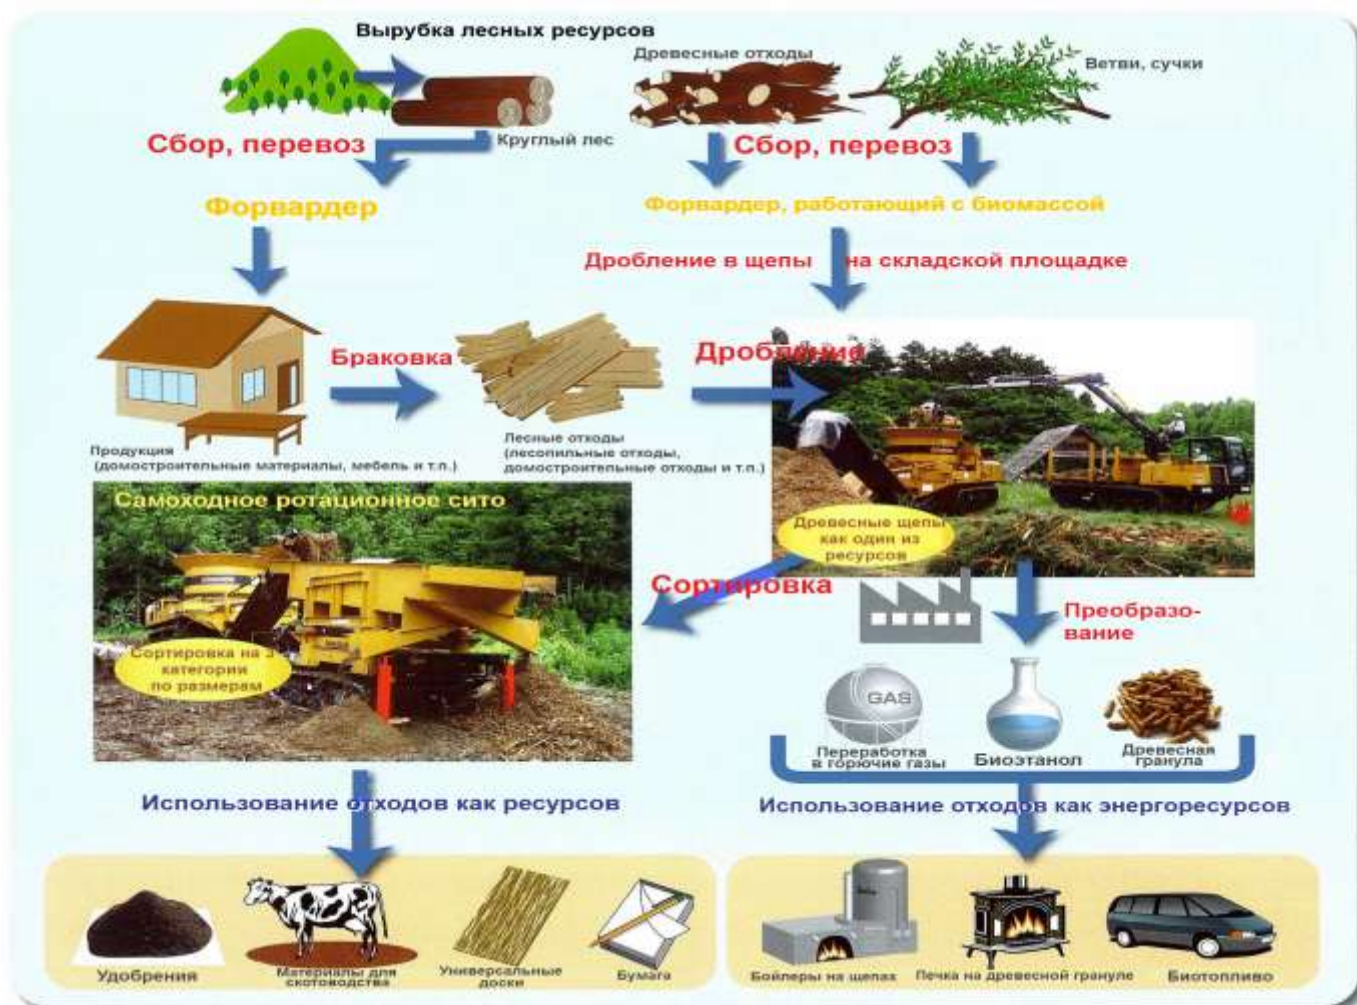 Вырубка лесных ресурсов
Древесные отходы
Ветви, сучки
Сбор, перевоз
Круглый лес
Сбор, перевоз
Форвардер
Форвардер, работающий с биомассой
Дробление в щепы на складской площадке
Браковка
Дробление
Продукция
(домостроительные материалы, мебель и т.п.)
Лесные отходы
(лесопильные отходы,
домостроительные отходы и т.п.)
Самоходное ротационное сито
Древесные щепы
как один из
ресурсов
Сортировка
Преобразо-
вание
Сортировка на 3
категории
по размерам
GAS
Переработка
в горючие газы
Биоэтанол
Древесная
гранула
Использование отходов как ресурсов
Использование отходов как энергоресурсов
Удобрения
Материалы для
скотоводства
Универсальные
доски
Бумага
Бойлеры на щепах
Печка на древесной грануле
Биотопливо